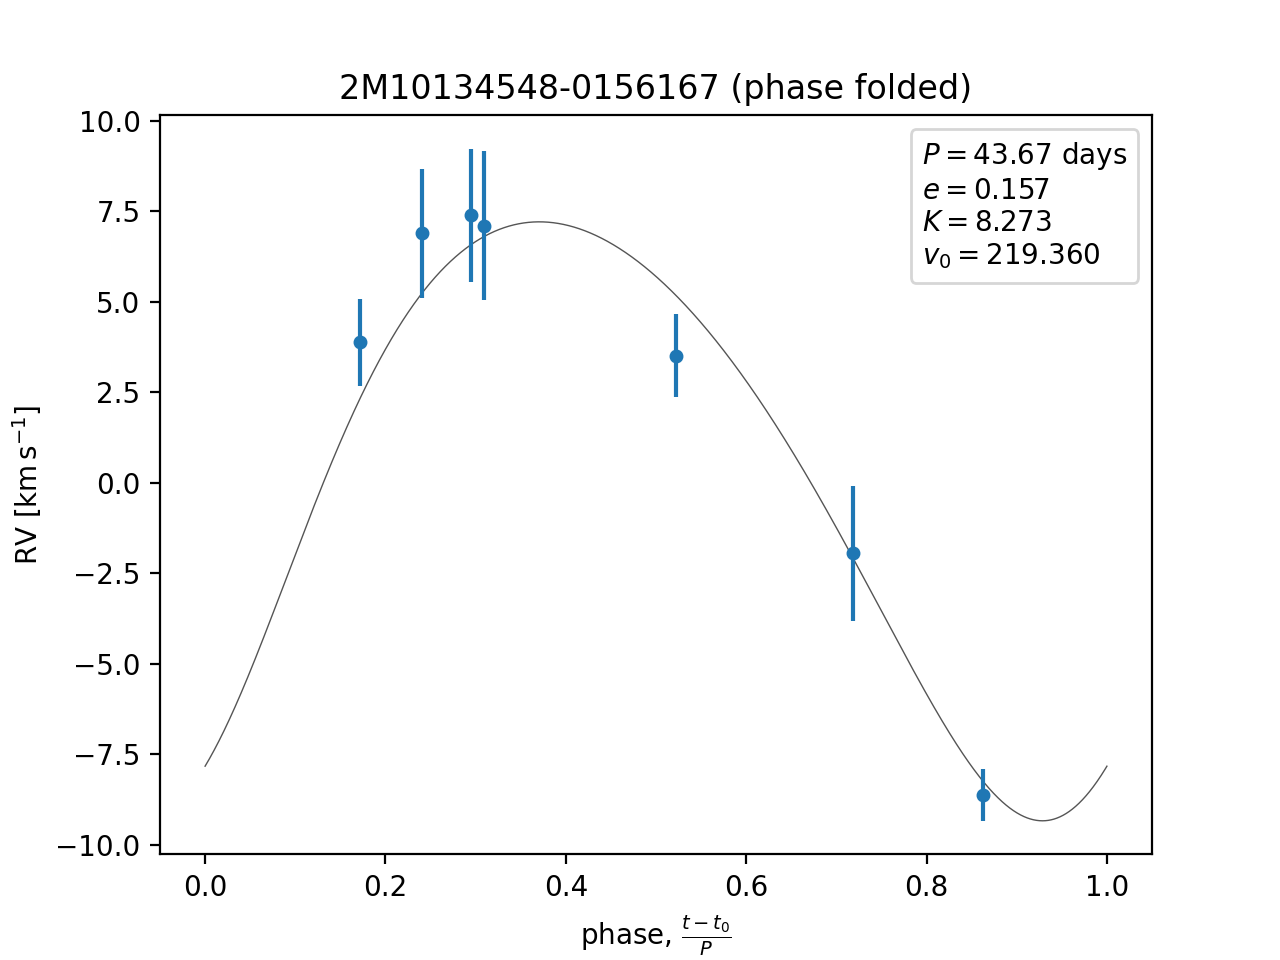 2M10134548-0156167 (phase folded)
P = 43.67 days
e = 0.157
K = 8.273
v₀ = 219.360
RV [km s⁻¹]
10.0
7.5
5.0
2.5
0.0
−2.5
−5.0
−7.5
−10.0
0.0 0.2 0.4 0.6 0.8 1.0
phase, (t − t₀)/P